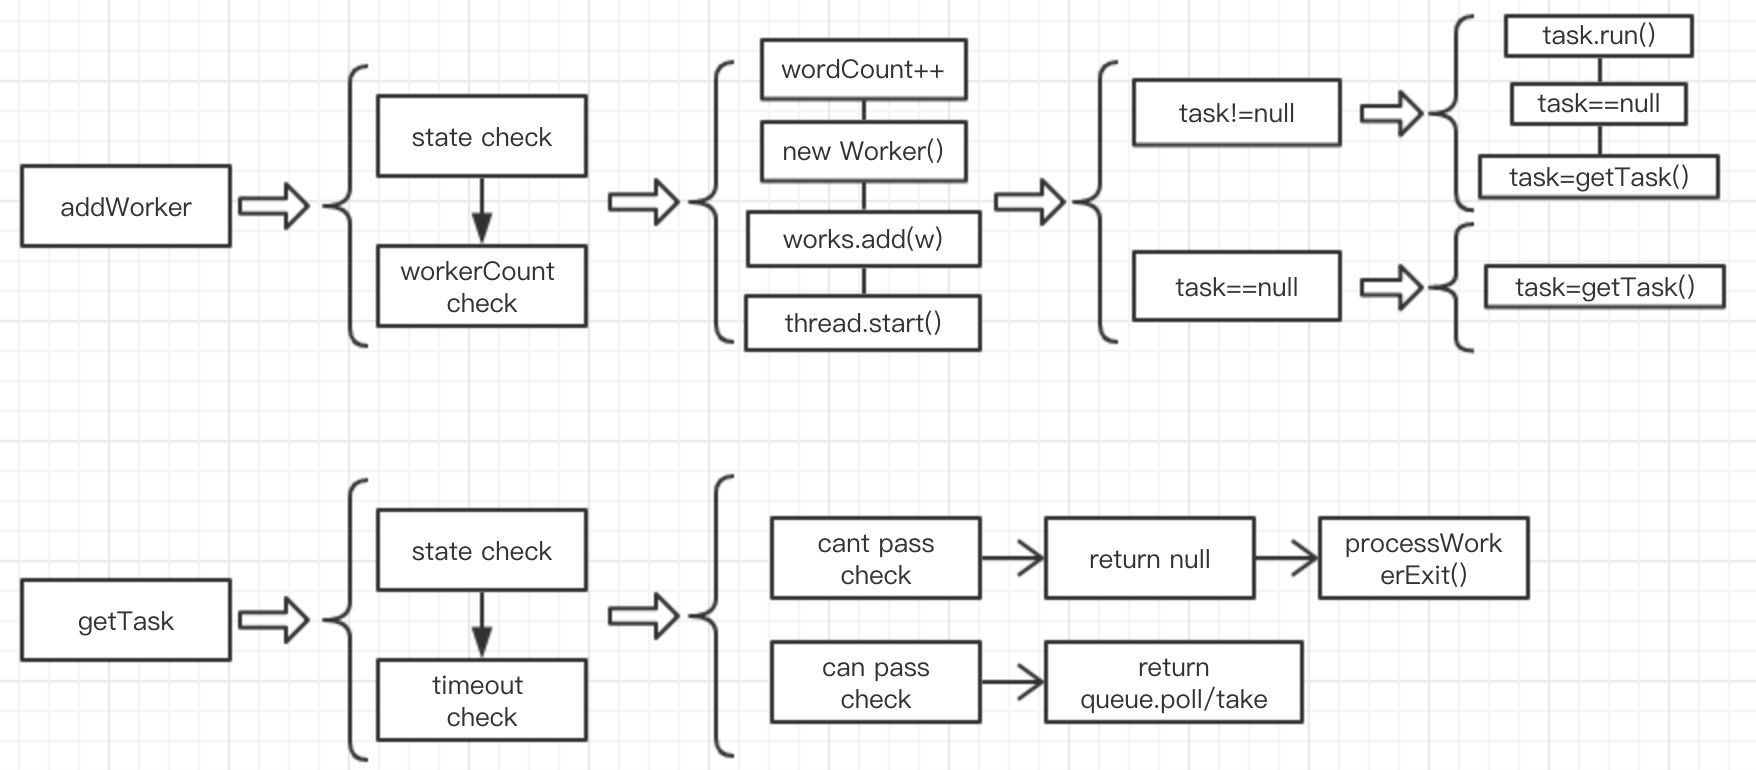 addWorker
state check
workerCount
check
wordCount++
new Worker()
works.add(w)
thread.start()
task!=null
task==null
task.run()
task==null
task=getTask()
task=getTask()
getTask
state check
timeout
check
cant pass
check
return null
processWork
erExit()
can pass
check
return
queue.poll/take